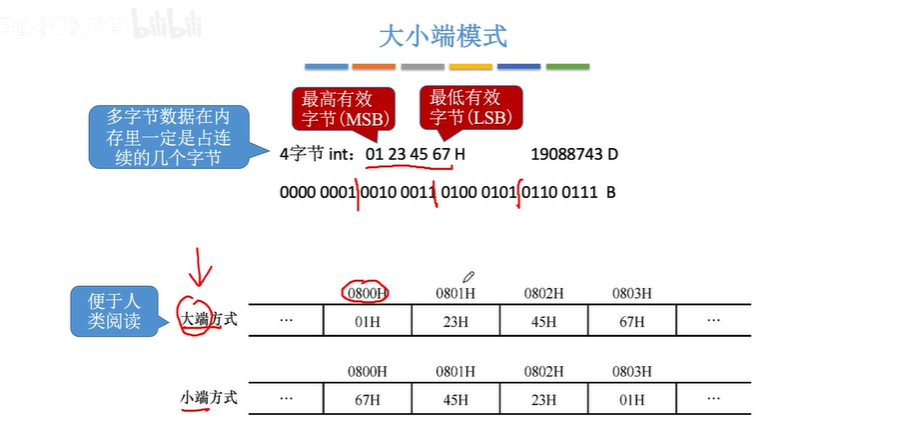 bilibili
大小端模式
最高有效
字节(MSB)
最低有效
字节(LSB)
多字节数据在内
存里一定是占连
续的几个字节
4字节 int：01 23 45 67 H 19088743 D
0000 0001 0010 0011 0100 0101 0110 0111 B
便于人
类阅读
0800H 0801H 0802H 0803H
大端方式 … 01H 23H 45H 67H …
0800H 0801H 0802H 0803H
小端方式 … 67H 45H 23H 01H …